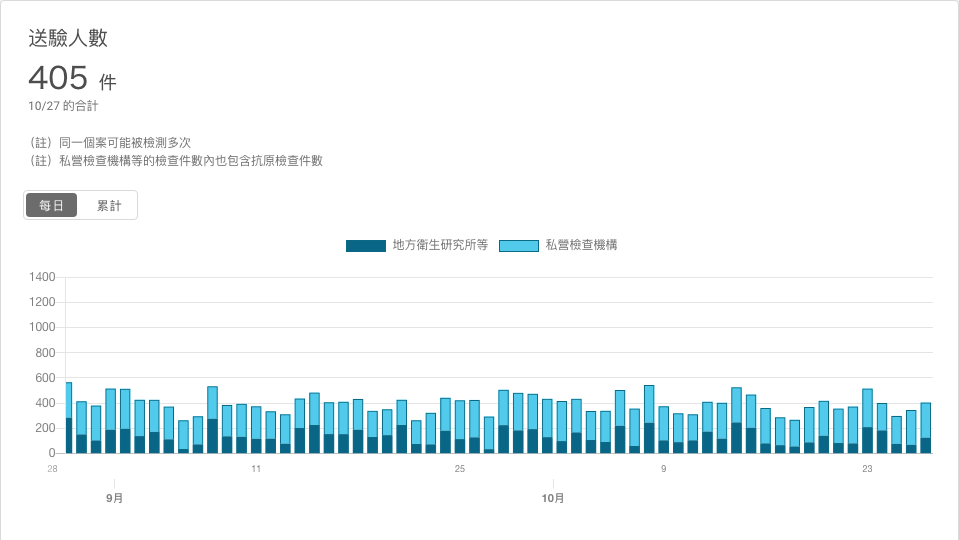 送驗人數
405 件
10/27 的合計
（註）同一個案可能被檢測多次
（註）私營檢查機構等的檢查件數內也包含抗原檢查件數
每日 累計
地方衛生研究所等 私營檢查機構
1400
1200
1000
800
600
400
200
0
28 11 25 9 23
9月 10月